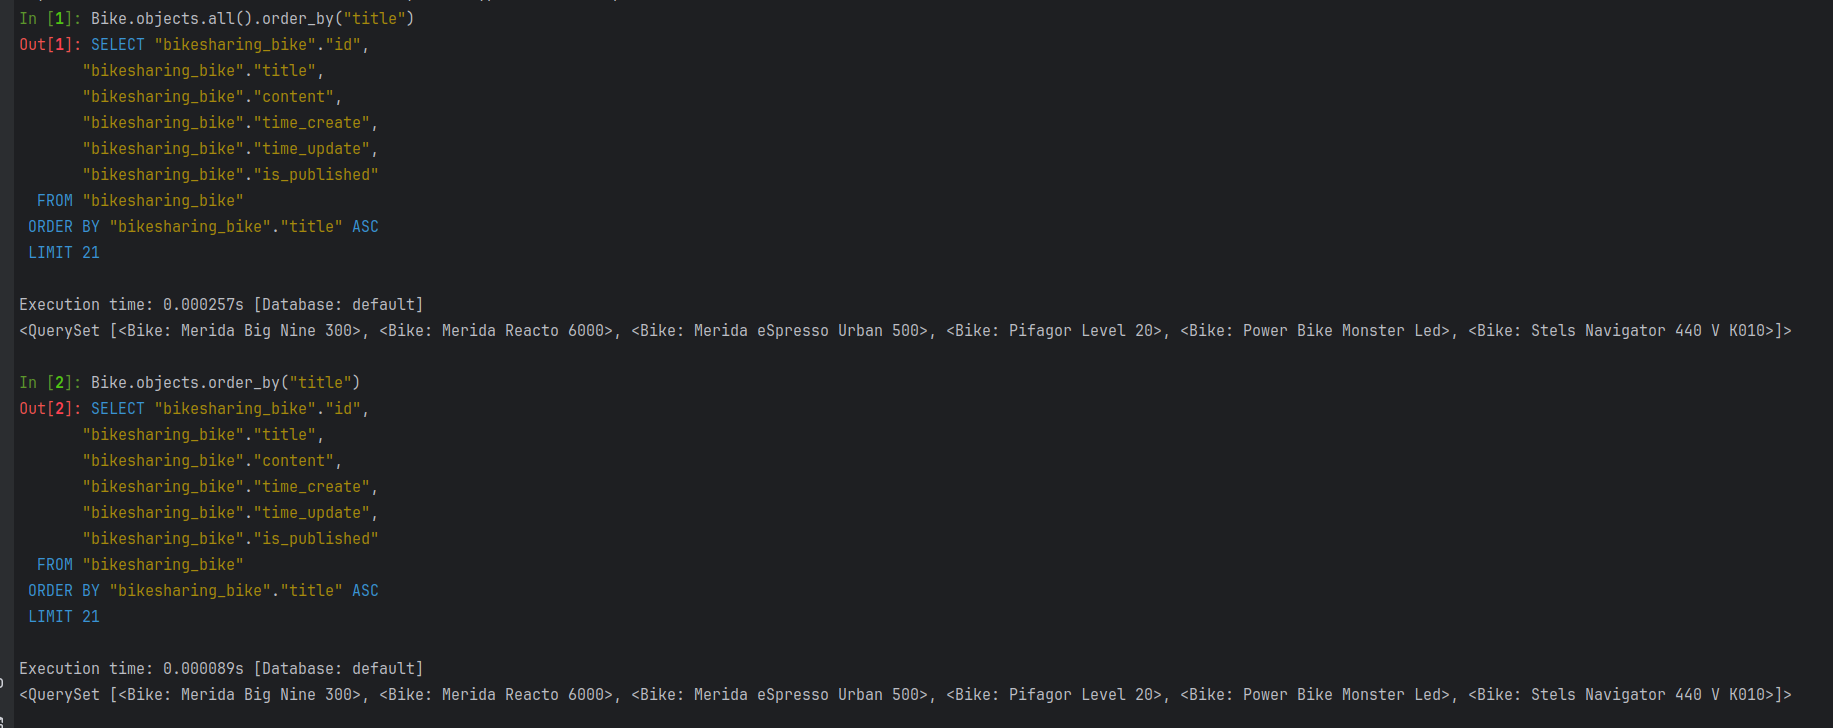 In [1]: Bike.objects.all().order_by("title")
Out[1]: SELECT "bikesharing_bike"."id",
       "bikesharing_bike"."title",
       "bikesharing_bike"."content",
       "bikesharing_bike"."time_create",
       "bikesharing_bike"."time_update",
       "bikesharing_bike"."is_published"
  FROM "bikesharing_bike"
 ORDER BY "bikesharing_bike"."title" ASC
 LIMIT 21
Execution time: 0.000257s [Database: default]
<QuerySet [<Bike: Merida Big Nine 300>, <Bike: Merida Reacto 6000>, <Bike: Merida eSpresso Urban 500>, <Bike: Pifagor Level 20>, <Bike: Power Bike Monster Led>, <Bike: Stels Navigator 440 V K010>]>
In [2]: Bike.objects.order_by("title")
Out[2]: SELECT "bikesharing_bike"."id",
       "bikesharing_bike"."title",
       "bikesharing_bike"."content",
       "bikesharing_bike"."time_create",
       "bikesharing_bike"."time_update",
       "bikesharing_bike"."is_published"
  FROM "bikesharing_bike"
 ORDER BY "bikesharing_bike"."title" ASC
 LIMIT 21
Execution time: 0.000089s [Database: default]
<QuerySet [<Bike: Merida Big Nine 300>, <Bike: Merida Reacto 6000>, <Bike: Merida eSpresso Urban 500>, <Bike: Pifagor Level 20>, <Bike: Power Bike Monster Led>, <Bike: Stels Navigator 440 V K010>]>